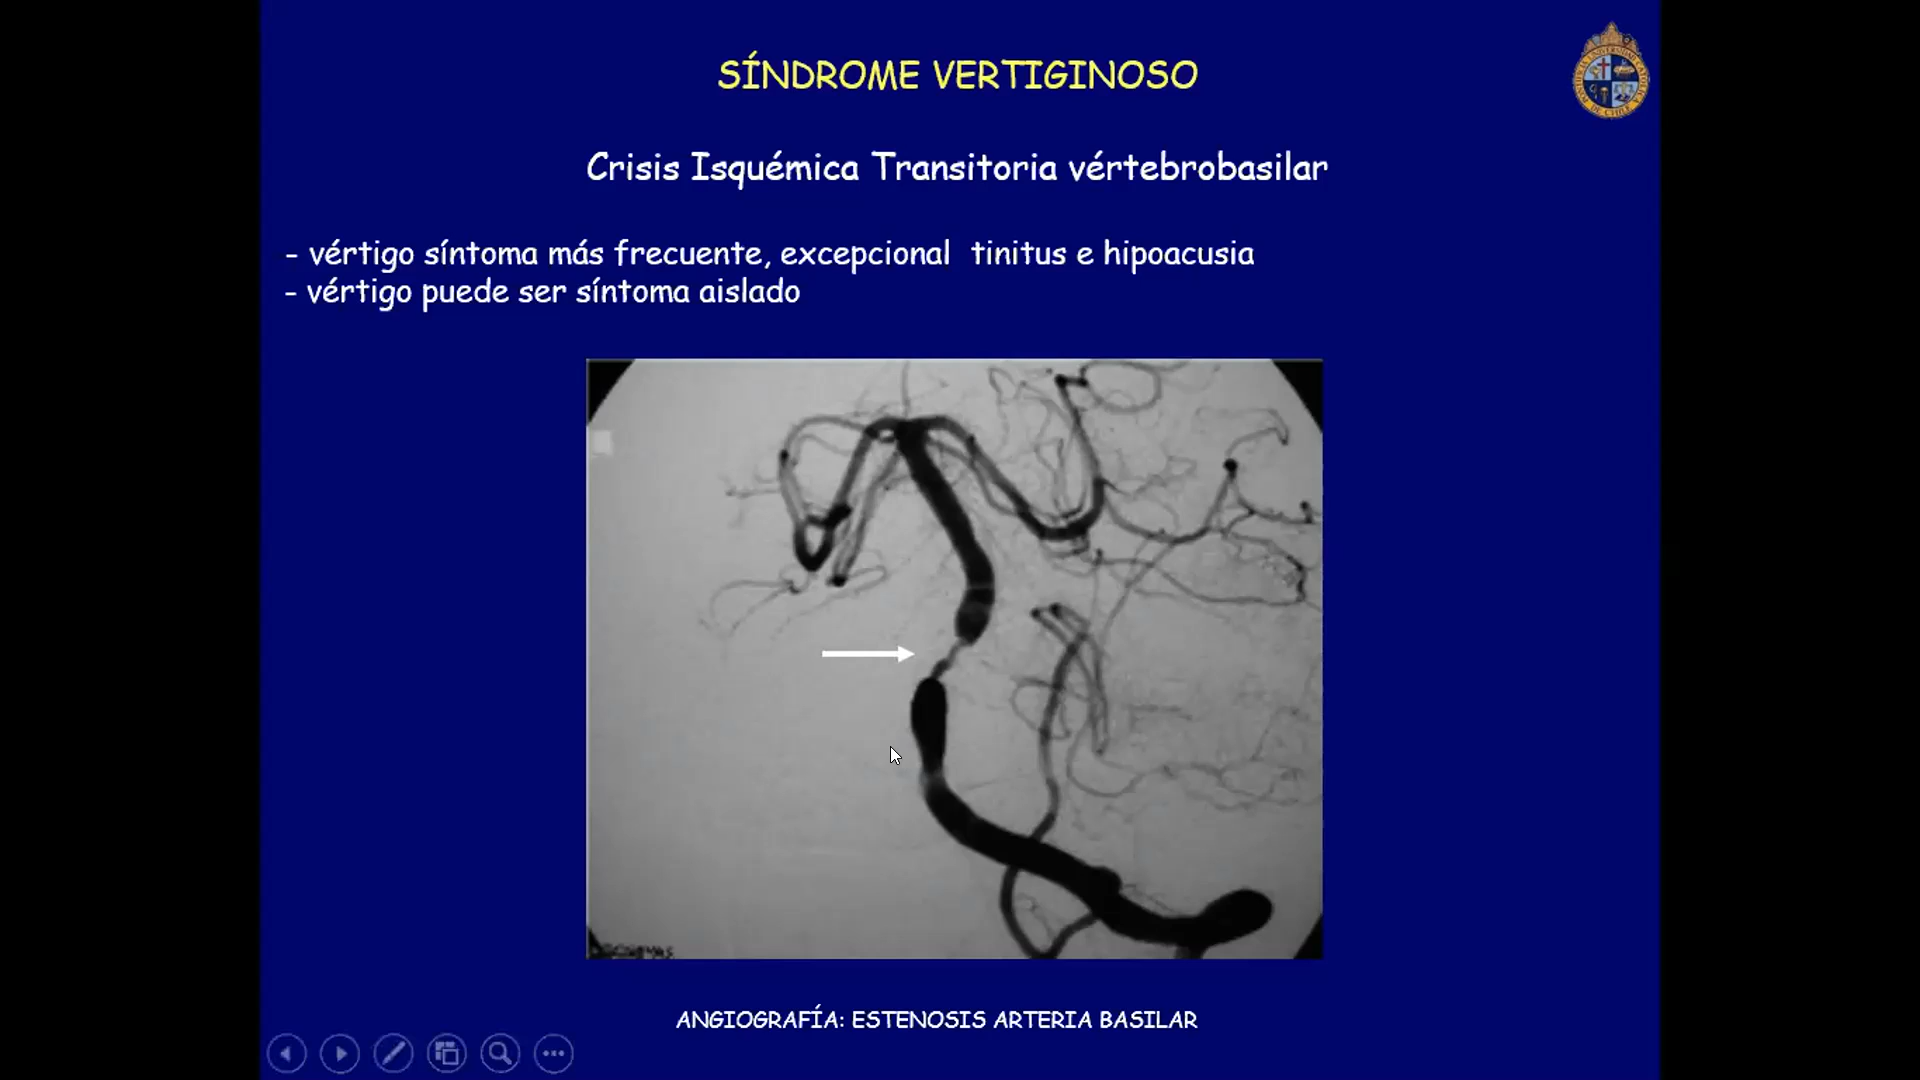 SÍNDROME VERTIGINOSO
Crisis Isquémica Transitoria vértebrobasilar
- vértigo síntoma más frecuente, excepcional tinitus e hipoacusia
- vértigo puede ser síntoma aislado
ANGIOGRAFÍA: ESTENOSIS ARTERIA BASILAR